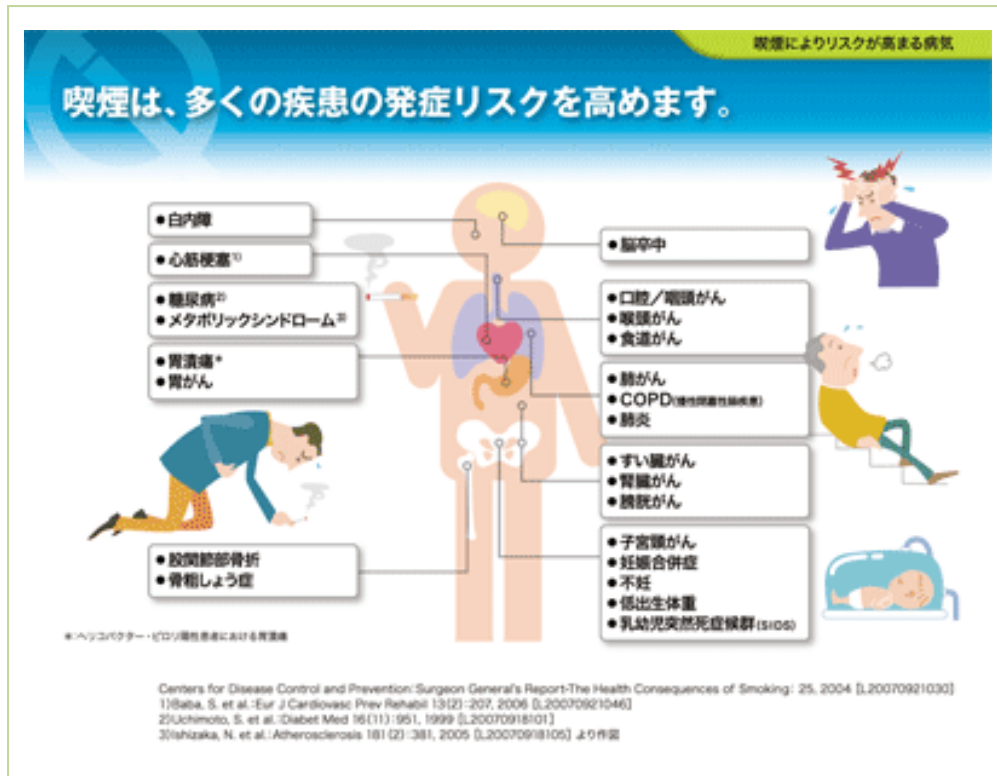 喫煙によりリスクが高まる病気
喫煙は、多くの疾患の発症リスクを高めます。
●白内障
●心筋梗塞1)
●糖尿病2)
●メタボリックシンドローム3)
●胃潰瘍*
●胃がん
●股関節部骨折
●骨粗しょう症
●脳卒中
●口腔/咽頭がん
●喉頭がん
●食道がん
●肺がん
●COPD(慢性閉塞性肺疾患)
●肺炎
●すい臓がん
●腎臓がん
●膀胱がん
●子宮頸がん
●妊娠合併症
●不妊
●低出生体重
●乳幼児突然死症候群(SIDS)
*:ヘリコバクター・ピロリ陽性患者における胃潰瘍
Centers for Disease Control and Prevention:Surgeon General's Report-The Health Consequences of Smoking: 25, 2004 [L20070921030]
1)Baba, S. et al.:Eur J Cardiovasc Prev Rehabil 13(2):207, 2006 [L20070921046]
2)Uchimoto, S. et al.:Diabet Med 16(11):951, 1999 [L20070918101]
3)Ishizaka, N. et al.:Atherosclerosis 181(2):381, 2005 [L20070918105] より作図